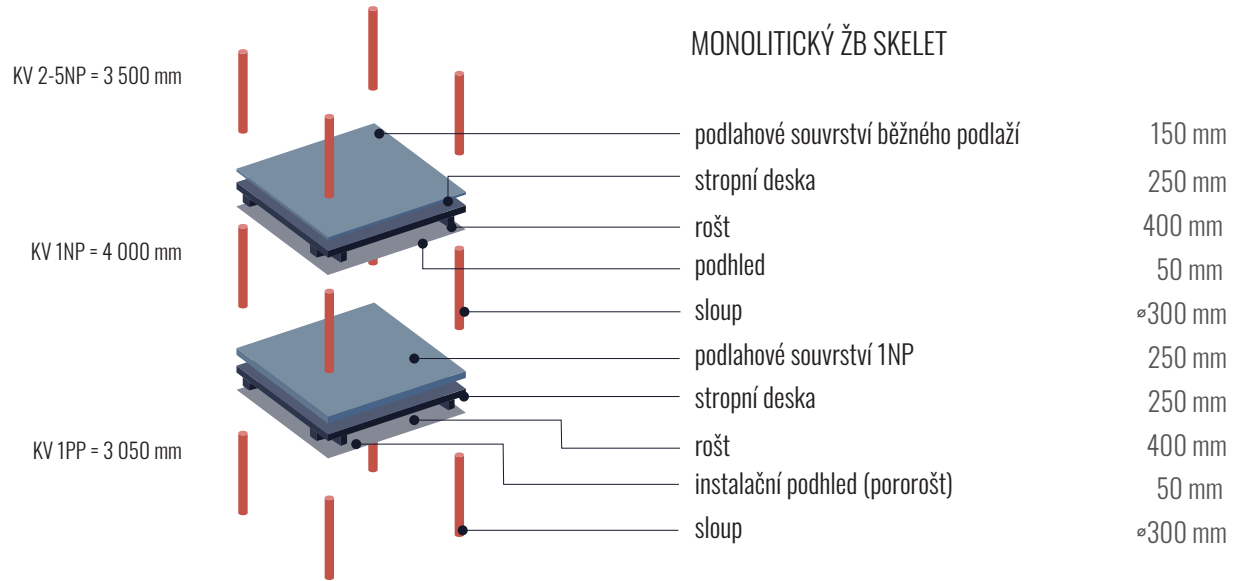 MONOLITICKÝ ŽB SKELET
KV 2-5NP = 3 500 mm
podlahové souvrství běžného podlaží 150 mm
stropní deska 250 mm
rošt 400 mm
KV 1NP = 4 000 mm
podhled 50 mm
sloup ⌀300 mm
podlahové souvrství 1NP 250 mm
stropní deska 250 mm
rošt 400 mm
KV 1PP = 3 050 mm
instalační podhled (pororošt) 50 mm
sloup ⌀300 mm